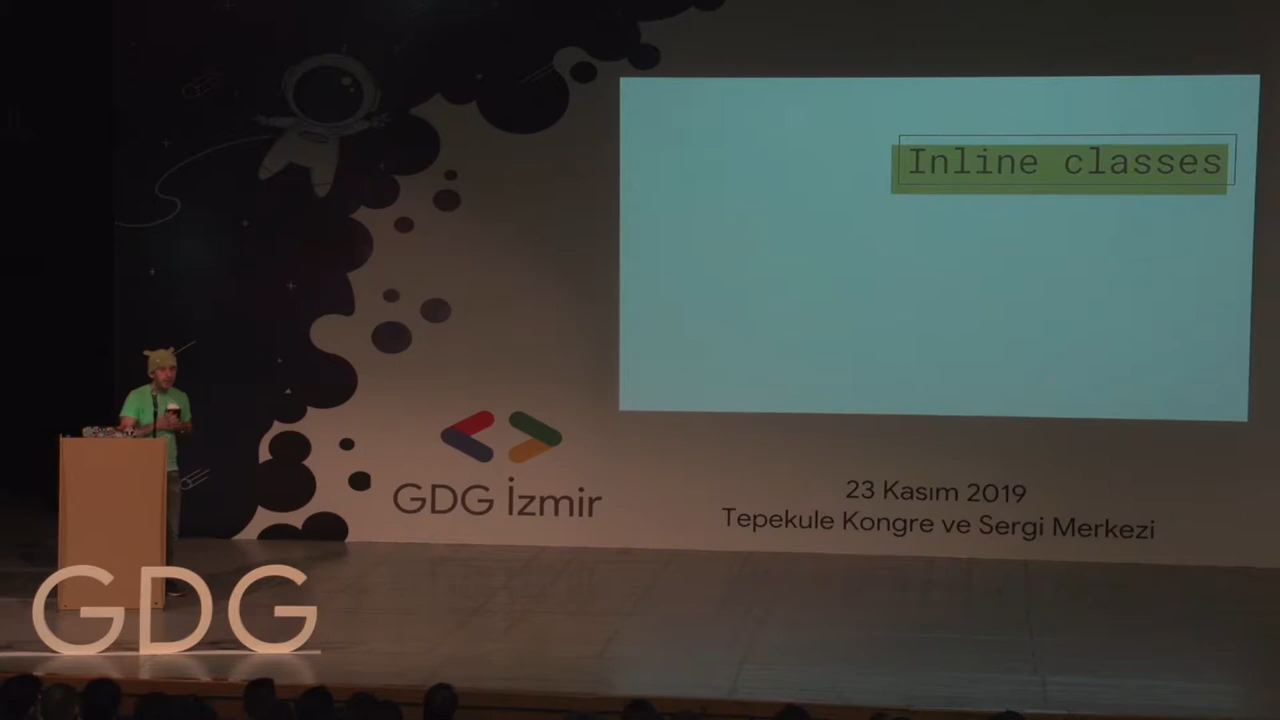 Inline classes
GDG İzmir
23 Kasım 2019
Tepekule Kongre ve Sergi Merkezi
GDG